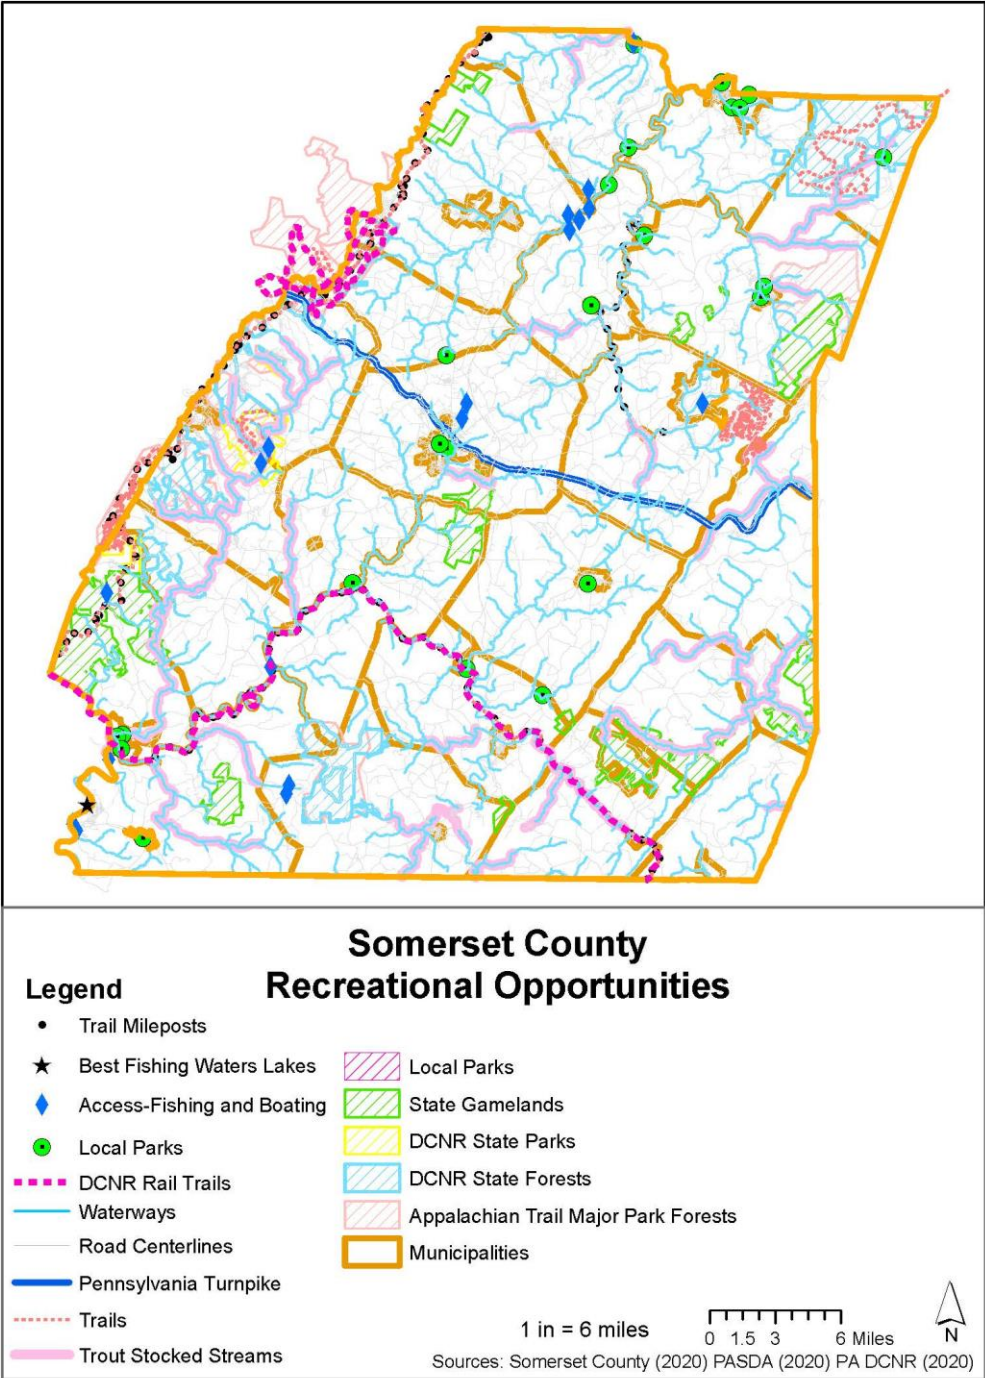 Somerset County
Recreational Opportunities
Legend
Trail Mileposts
Best Fishing Waters Lakes
Access-Fishing and Boating
Local Parks
DCNR Rail Trails
Waterways
Road Centerlines
Pennsylvania Turnpike
Trails
Trout Stocked Streams
Local Parks
State Gamelands
DCNR State Parks
DCNR State Forests
Appalachian Trail Major Park Forests
Municipalities
1 in = 6 miles
0 1.5 3 6 Miles
N
Sources: Somerset County (2020) PASDA (2020) PA DCNR (2020)